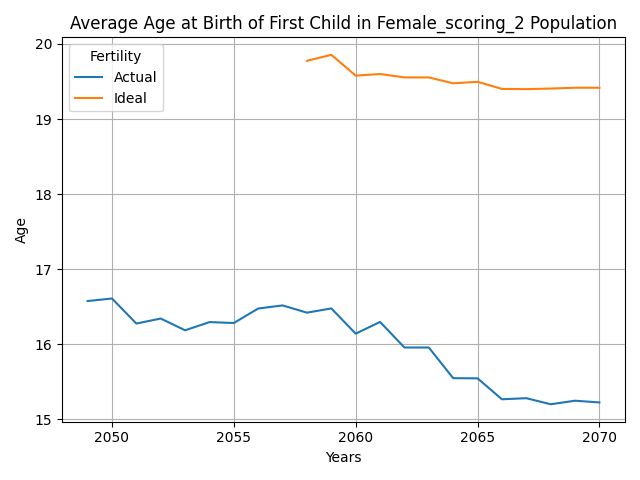 Average Age at Birth of First Child in Female_scoring_2 Population
Fertility
Actual
Ideal
20
19
18
17
16
15
Age
2050 2055 2060 2065 2070
Years